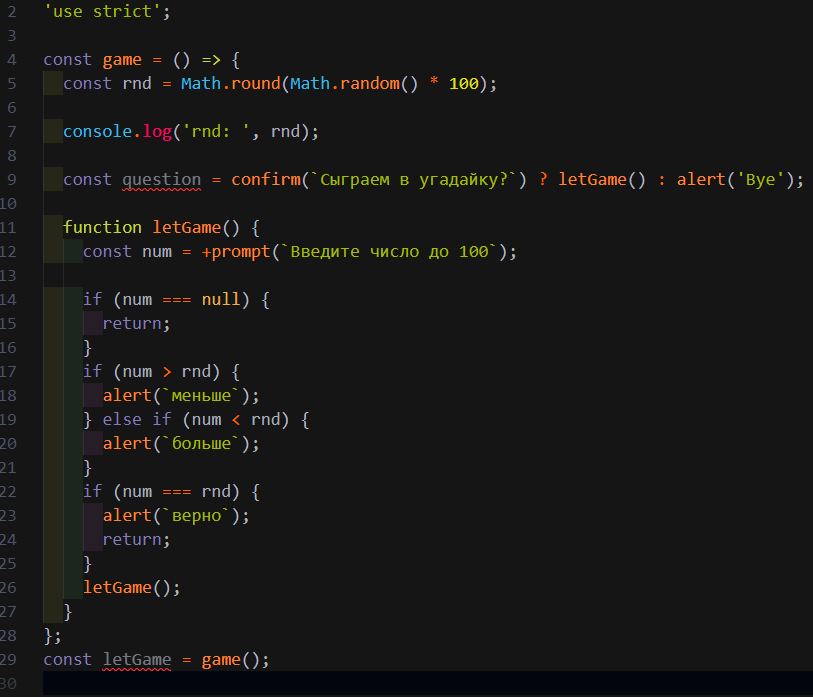 2 'use strict';
3
4 const game = () => {
5 const rnd = Math.round(Math.random() * 100);
6
7 console.log('rnd: ', rnd);
8
9 const question = confirm(`Сыграем в угадайку?`) ? letGame() : alert('Bye');
10
11 function letGame() {
12 const num = +prompt(`Введите число до 100`);
13
14 if (num === null) {
15 return;
16 }
17 if (num > rnd) {
18 alert(`меньше`);
19 } else if (num < rnd) {
20 alert(`больше`);
21 }
22 if (num === rnd) {
23 alert(`верно`);
24 return;
25 }
26 letGame();
27 }
28 };
29 const letGame = game();
30